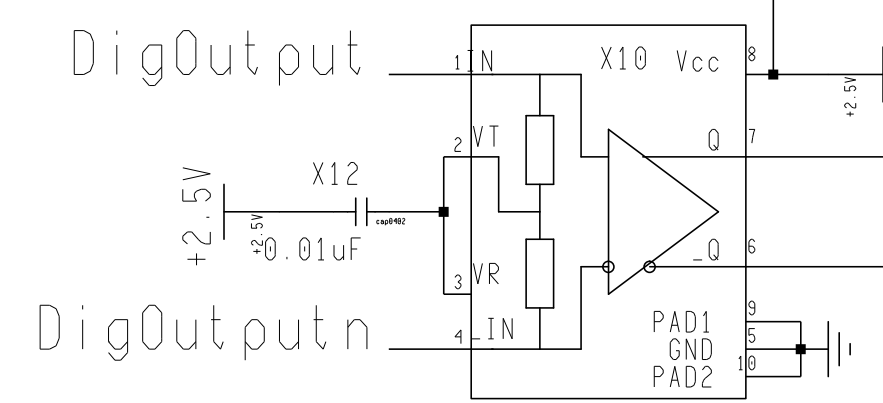 DigOutput
1 IN
X10 Vcc 8
+2.5V
2 VT
Q 7
X12
+2.5V
+2.5V
cap0402
0.01uF
_Q 6
3 VR
DigOutputn
4 _IN
PAD1 9
GND 5
PAD2 10